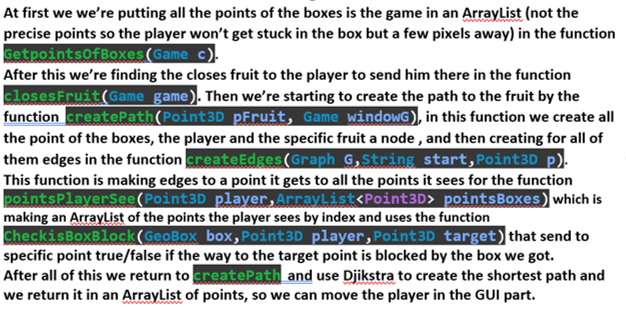 At first we we're putting all the points of the boxes is the game in an ArrayList (not the
precise points so the player won't get stuck in the box but a few pixels away) in the function
GetpointsOfBoxes(Game c).
After this we're finding the closes fruit to the player to send him there in the function
closesFruit(Game game). Then we're starting to create the path to the fruit by the
function createPath(Point3D pFruit, Game windowG), in this function we create all
the point of the boxes, the player and the specific fruit a node , and then creating for all of
them edges in the function createEdges(Graph G,String start,Point3D p).
This function is making edges to a point it gets to all the points it sees for the function
pointsPlayerSee(Point3D player,ArrayList<Point3D> pointsBoxes) which is
making an ArrayList of the points the player sees by index and uses the function
CheckisBoxBlock(GeoBox box,Point3D player,Point3D target) that send to
specific point true/false if the way to the target point is blocked by the box we got.
After all of this we return to createPath and use Djikstra to create the shortest path and
we return it in an ArrayList of points, so we can move the player in the GUI part.